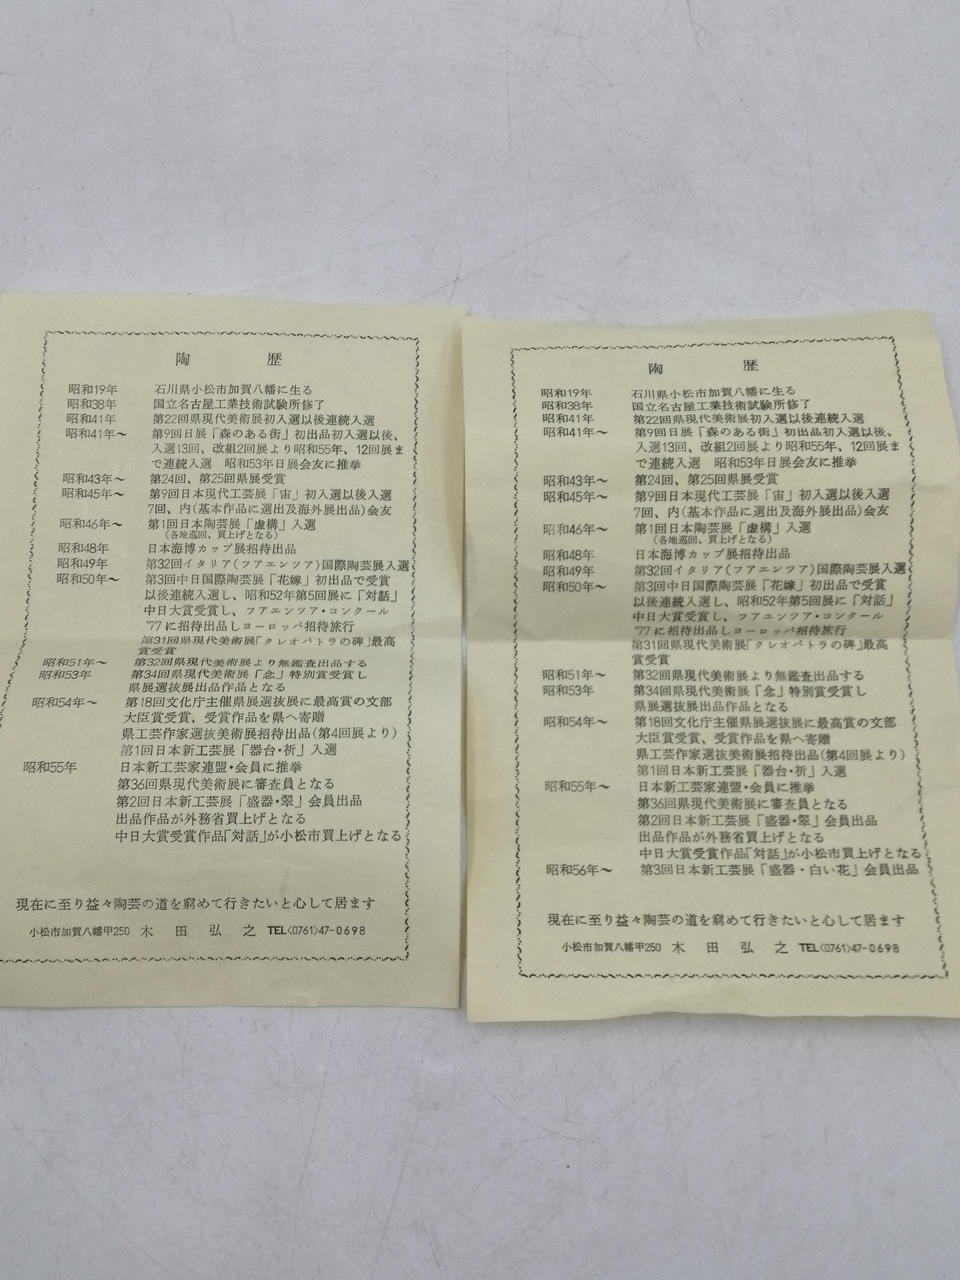 陶 歴
昭和19年 石川県小松市加賀八幡に生る
昭和38年 国立名古屋工業技術試験所修了
昭和41年 第22回県現代美術展初入選以後連続入選
昭和41年〜 第9回日展「森のある街」初出品初入選以後、
入選13回、改組2回展より昭和55年、12回展ま
で連続入選 昭和53年日展会友に推挙
昭和43年〜 第24回、第25回県展受賞
昭和45年〜 第9回日本現代工芸展「宙」初入選以後入選
7回、内(基本作品に選出及海外展出品)会友
昭和46年〜 第1回日本陶芸展「虚構」入選
(各地巡回、買上げとなる)
昭和48年 日本海博カップ展招待出品
昭和49年 第32回イタリア(フアエンツア)国際陶芸展入選
昭和50年〜 第3回中日国際陶芸展「花嫁」初出品で受賞
以後連続入選し、昭和52年第5回展に「対話」
中日大賞受賞し、フアエンツア・コンクール
'77に招待出品しヨーロッパ招待旅行
第31回県現代美術展「クレオパトラの碑」最高
賞受賞
昭和51年〜 第32回県現代美術展より無鑑査出品する
昭和53年 第34回県現代美術展「念」特別賞受賞し
県展選抜展出品作品となる
昭和54年〜 第18回文化庁主催県展選抜展に最高賞の文部
大臣賞受賞、受賞作品を県へ寄贈
県工芸作家選抜美術展招待出品(第4回展より)
第1回日本新工芸展「器台・祈」入選
昭和55年 日本新工芸家連盟・会員に推挙
第36回県現代美術展に審査員となる
第2回日本新工芸展「盛器・翠」会員出品
出品作品が外務省買上げとなる
中日大賞受賞作品「対話」が小松市買上げとなる
現在に至り益々陶芸の道を窮めて行きたいと心して居ます
小松市加賀八幡甲250 木田弘之 TEL〈0761〉47-0698
陶 歴
昭和19年 石川県小松市加賀八幡に生る
昭和38年 国立名古屋工業技術試験所修了
昭和41年 第22回県現代美術展初入選以後連続入選
昭和41年〜 第9回日展「森のある街」初出品初入選以後、
入選13回、改組2回展より昭和55年、12回展ま
で連続入選 昭和53年日展会友に推挙
昭和43年〜 第24回、第25回県展受賞
昭和45年〜 第9回日本現代工芸展「宙」初入選以後入選
7回、内(基本作品に選出及海外展出品)会友
昭和46年〜 第1回日本陶芸展「虚構」入選
(各地巡回、買上げとなる)
昭和48年 日本海博カップ展招待出品
昭和49年 第32回イタリア(フアエンツア)国際陶芸展入選
昭和50年〜 第3回中日国際陶芸展「花嫁」初出品で受賞
以後連続入選し、昭和52年第5回展に「対話」
中日大賞受賞し、フアエンツア・コンクール
'77に招待出品しヨーロッパ招待旅行
第31回県現代美術展「クレオパトラの碑」最高
賞受賞
昭和51年〜 第32回県現代美術展より無鑑査出品する
昭和53年 第34回県現代美術展「念」特別賞受賞し
県展選抜展出品作品となる
昭和54年〜 第18回文化庁主催県展選抜展に最高賞の文部
大臣賞受賞、受賞作品を県へ寄贈
県工芸作家選抜美術展招待出品(第4回展より)
第1回日本新工芸展「器台・祈」入選
昭和55年〜 日本新工芸家連盟・会員に推挙
第36回県現代美術展に審査員となる
第2回日本新工芸展「盛器・翠」会員出品
出品作品が外務省買上げとなる
中日大賞受賞作品「対話」が小松市買上げとなる
昭和56年〜 第3回日本新工芸展「盛器・白い花」会員出品
現在に至り益々陶芸の道を窮めて行きたいと心して居ます
小松市加賀八幡甲250 木田弘之 TEL〈0761〉47-0698